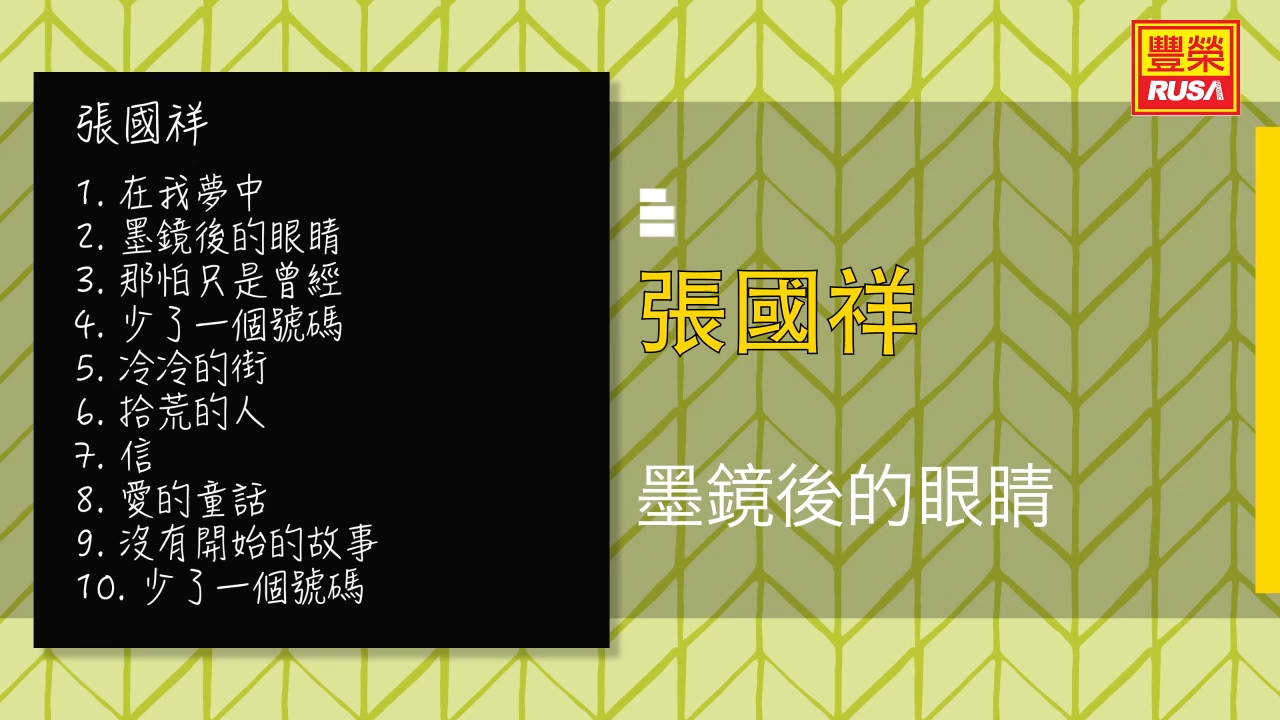 張國祥
1. 在我夢中
2. 墨鏡後的眼睛
3. 那怕只是曾經
4. 少了一個號碼
5. 冷冷的街
6. 拾荒的人
7. 信
8. 愛的童話
9. 沒有開始的故事
10. 少了一個號碼
豐榮
RUSA
張國祥
墨鏡後的眼睛